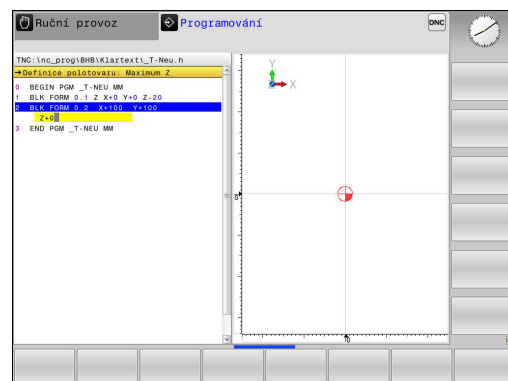 Ruční provoz
Programování
DNC
TNC:\nc_prog\BHB\Klartext\_T-Neu.h
→Definice polotovaru: Maximum Z
0 BEGIN PGM _T-NEU MM
1 BLK FORM 0.1 Z X+0 Y+0 Z-20
2 BLK FORM 0.2 X+100 Y+100
Z+0
3 END PGM _T-NEU MM
Y
X
0
0